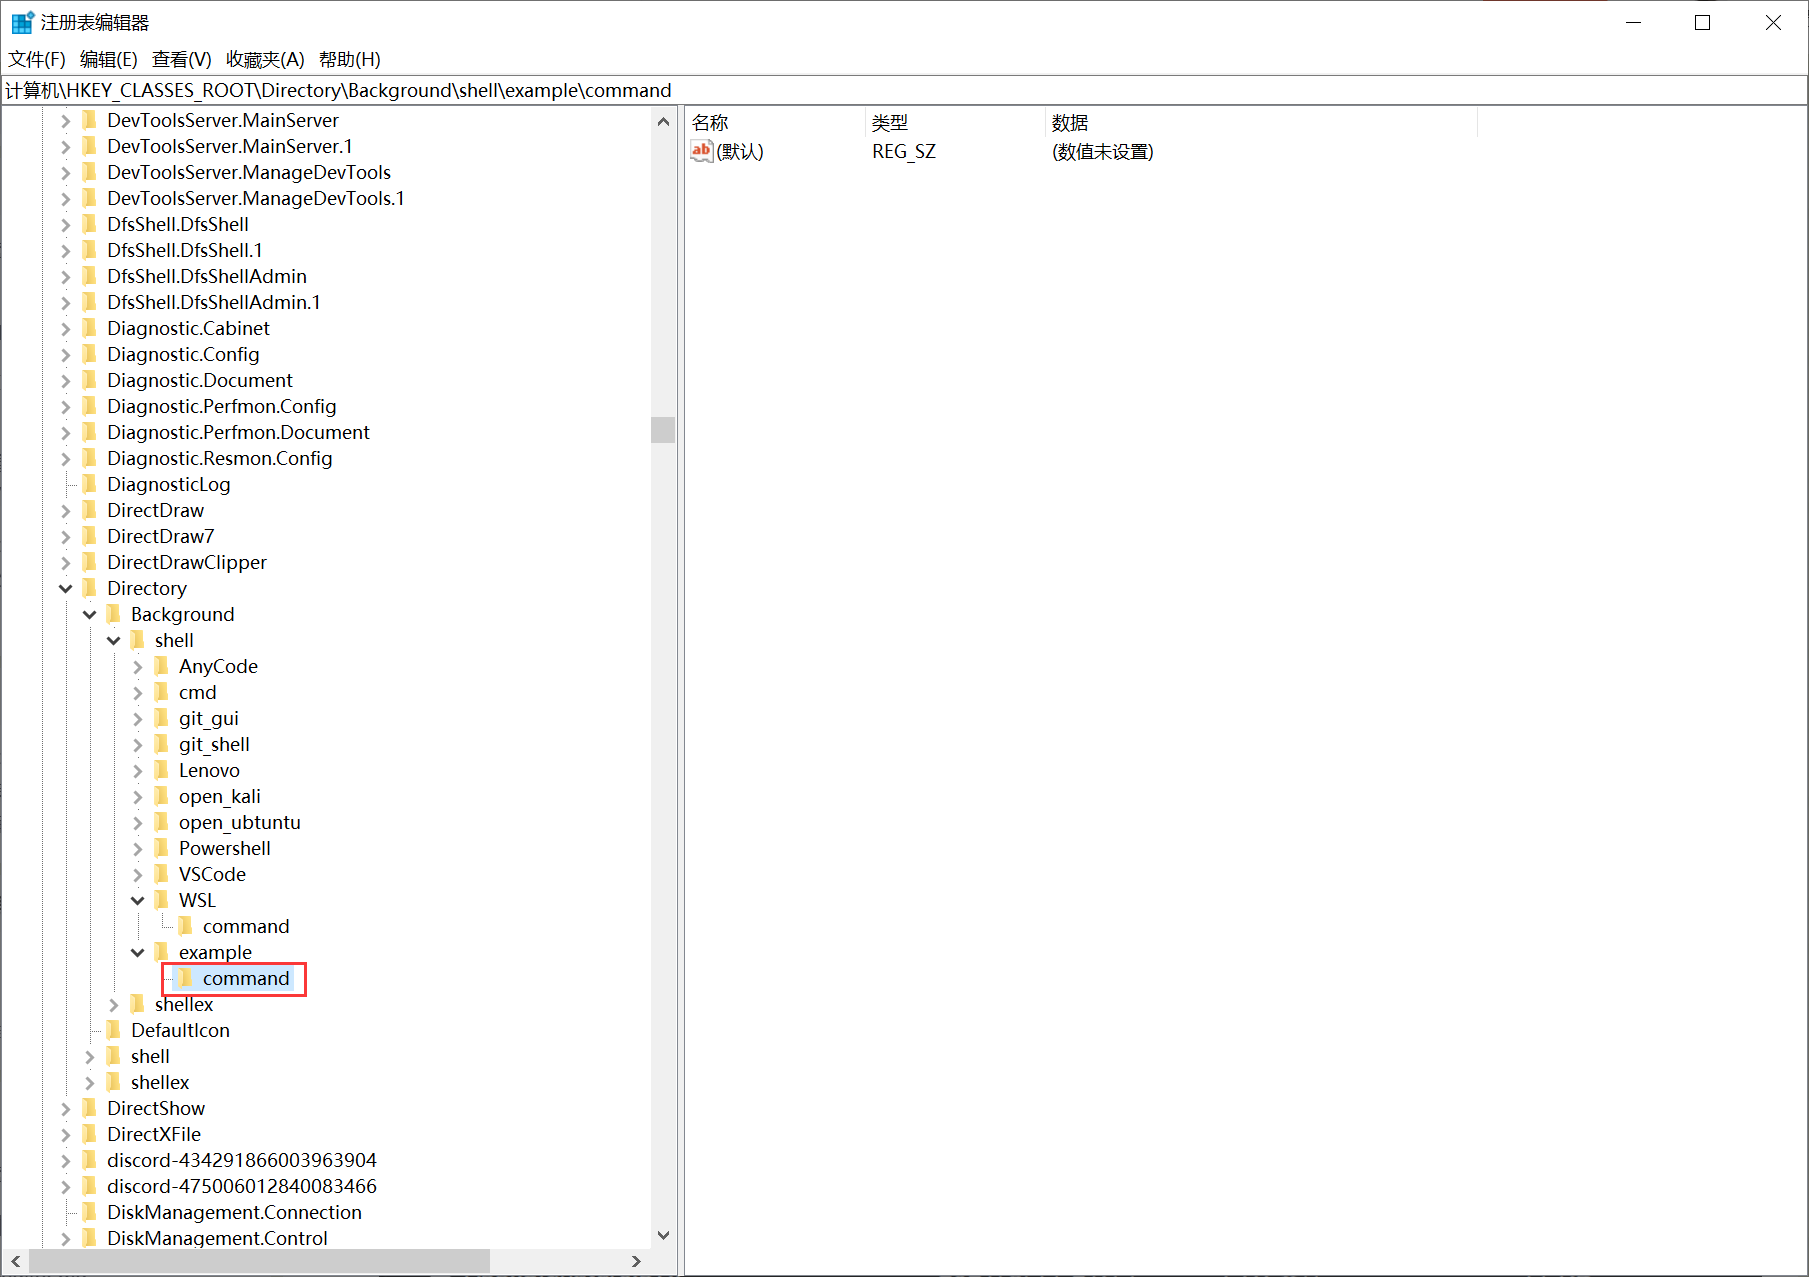 注册表编辑器
文件(F) 编辑(E) 查看(V) 收藏夹(A) 帮助(H)
计算机\HKEY_CLASSES_ROOT\Directory\Background\shell\example\command
DevToolsServer.MainServer
DevToolsServer.MainServer.1
DevToolsServer.ManageDevTools
DevToolsServer.ManageDevTools.1
DfsShell.DfsShell
DfsShell.DfsShell.1
DfsShell.DfsShellAdmin
DfsShell.DfsShellAdmin.1
Diagnostic.Cabinet
Diagnostic.Config
Diagnostic.Document
Diagnostic.Perfmon.Config
Diagnostic.Perfmon.Document
Diagnostic.Resmon.Config
DiagnosticLog
DirectDraw
DirectDraw7
DirectDrawClipper
Directory
Background
shell
AnyCode
cmd
git_gui
git_shell
Lenovo
open_kali
open_ubtuntu
Powershell
VSCode
WSL
command
example
command
shellex
DefaultIcon
shell
shellex
DirectShow
DirectXFile
discord-434291866003963904
discord-475006012840083466
DiskManagement.Connection
DiskManagement.Control
名称 类型 数据
ab (默认) REG_SZ (数值未设置)